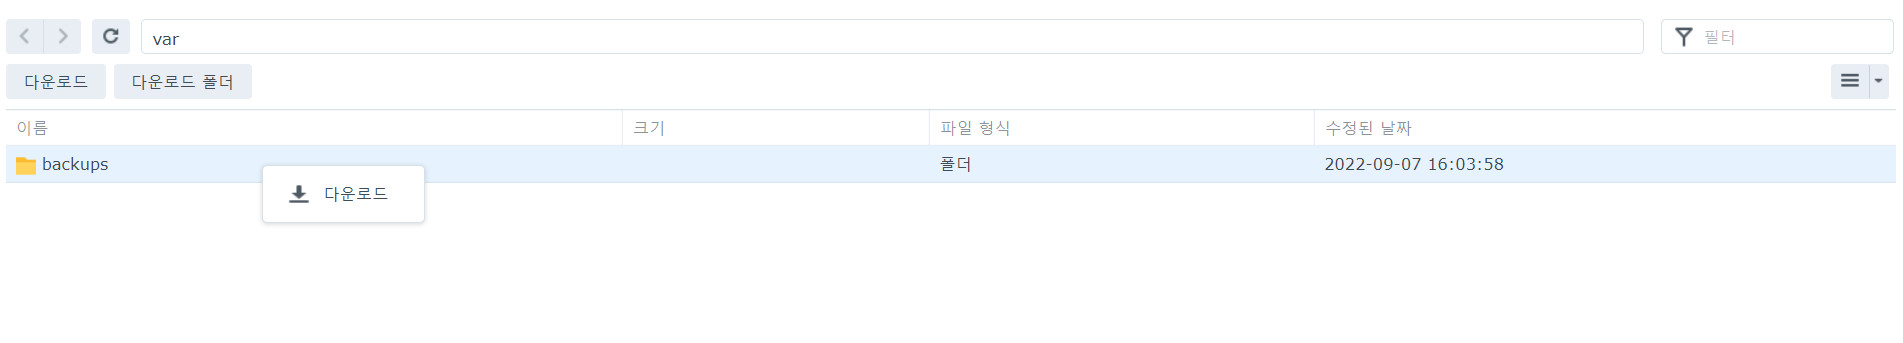 var
필터
다운로드 다운로드 폴더
이름 크기 파일 형식 수정된 날짜
backups 폴더 2022-09-07 16:03:58
다운로드